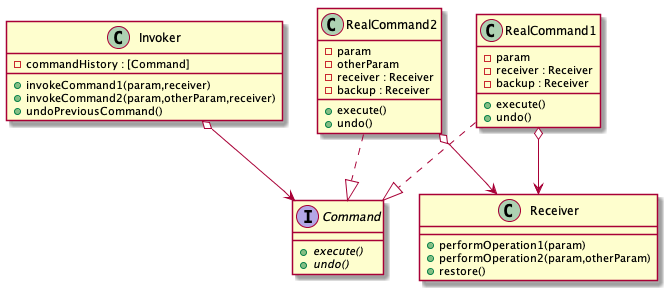 C Invoker
commandHistory : [Command]
invokeCommand1(param,receiver)
invokeCommand2(param,otherParam,receiver)
undoPreviousCommand()
C RealCommand2
param
otherParam
receiver : Receiver
backup : Receiver
execute()
undo()
C RealCommand1
param
receiver : Receiver
backup : Receiver
execute()
undo()
I Command
execute()
undo()
C Receiver
performOperation1(param)
performOperation2(param,otherParam)
restore()